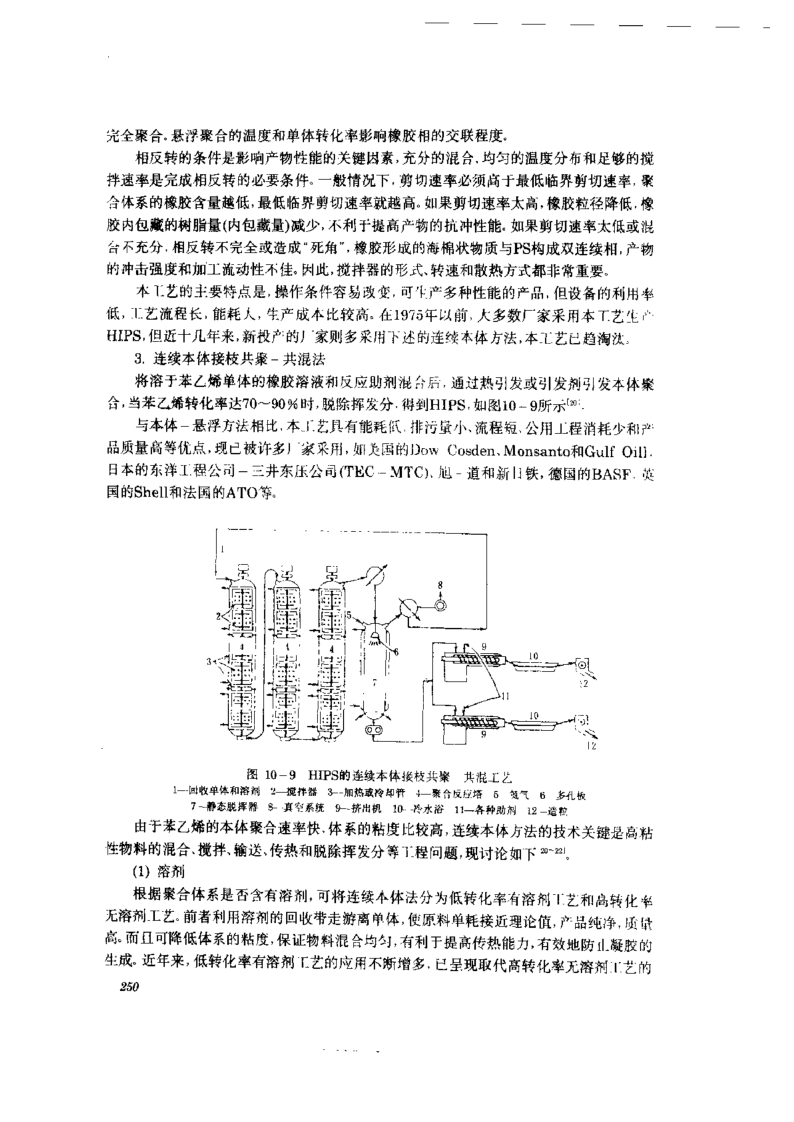 完全聚合。悬浮聚合的温度和单体转化率影响橡胶相的交联程度。
相反转的条件是影响产物性能的关键因素,充分的混合、均匀的温度分布和足够的搅
拌速率是完成相反转的必要条件。一般情况下,剪切速率必须高于最低临界剪切速率,聚
合体系的橡胶含量越低,最低临界剪切速率就越高。如果剪切速率太高,橡胶粒径降低,橡
胶内包藏的树脂量(内包藏量)减少,不利于提高产物的抗冲性能。如果剪切速率太低或混
合不充分,相反转不完全或造成“死角”,橡胶形成的海棉状物质与PS构成双连续相,产物
的冲击强度和加工流动性不佳。因此,搅拌器的形式、转速和散热方式都非常重要。
本工艺的主要特点是,操作条件容易改变,可生产多种性能的产品,但设备的利用率
低,工艺流程长,能耗大,生产成本比较高。在1975年以前,大多数厂家采用本工艺生产
HIPS,但近十几年来,新投产的厂家则多采用下述的连续本体方法,本工艺已趋淘汰。
3. 连续本体接枝共聚-共混法
将溶于苯乙烯单体的橡胶溶液和反应助剂混合后,通过热引发或引发剂引发本体聚
合,当苯乙烯转化率达70~90%时,脱除挥发分,得到HIPS,如图10-9所示[20]。
与本体-悬浮方法相比,本工艺具有能耗低、排污量小、流程短、公用工程消耗少和产
品质量高等优点,现已被许多厂家采用,如美国的Dow Cosden、Monsanto和Gulf Oil,
日本的东洋工程公司-三井东压公司(TEC-MTC)、旭-道和新日铁,德国的BASF,英
国的Shell和法国的ATO等。
1
8
2
5
4
4
4
6
3
7
9
10
12
11
10
9
12
图 10-9 HIPS的连续本体接枝共聚 共混工艺
1—回收单体和溶剂 2—搅拌器 3—加热或冷却管 4—聚合反应塔 5 氮气 6 多孔板
7—静态脱挥器 8- 真空系统 9—挤出机 10 冷水浴 11—各种助剂 12—造粒
由于苯乙烯的本体聚合速率快,体系的粘度比较高,连续本体方法的技术关键是高粘
性物料的混合、搅拌、输送、传热和脱除挥发分等工程问题,现讨论如下[20~22]。
(1) 溶剂
根据聚合体系是否含有溶剂,可将连续本体法分为低转化率有溶剂工艺和高转化率
无溶剂工艺。前者利用溶剂的回收带走游离单体,使原料单耗接近理论值,产品纯净,质量
高。而且可降低体系的粘度,保证物料混合均匀,有利于提高传热能力,有效地防止凝胶的
生成。近年来,低转化率有溶剂工艺的应用不断增多,已呈现取代高转化率无溶剂工艺的
250